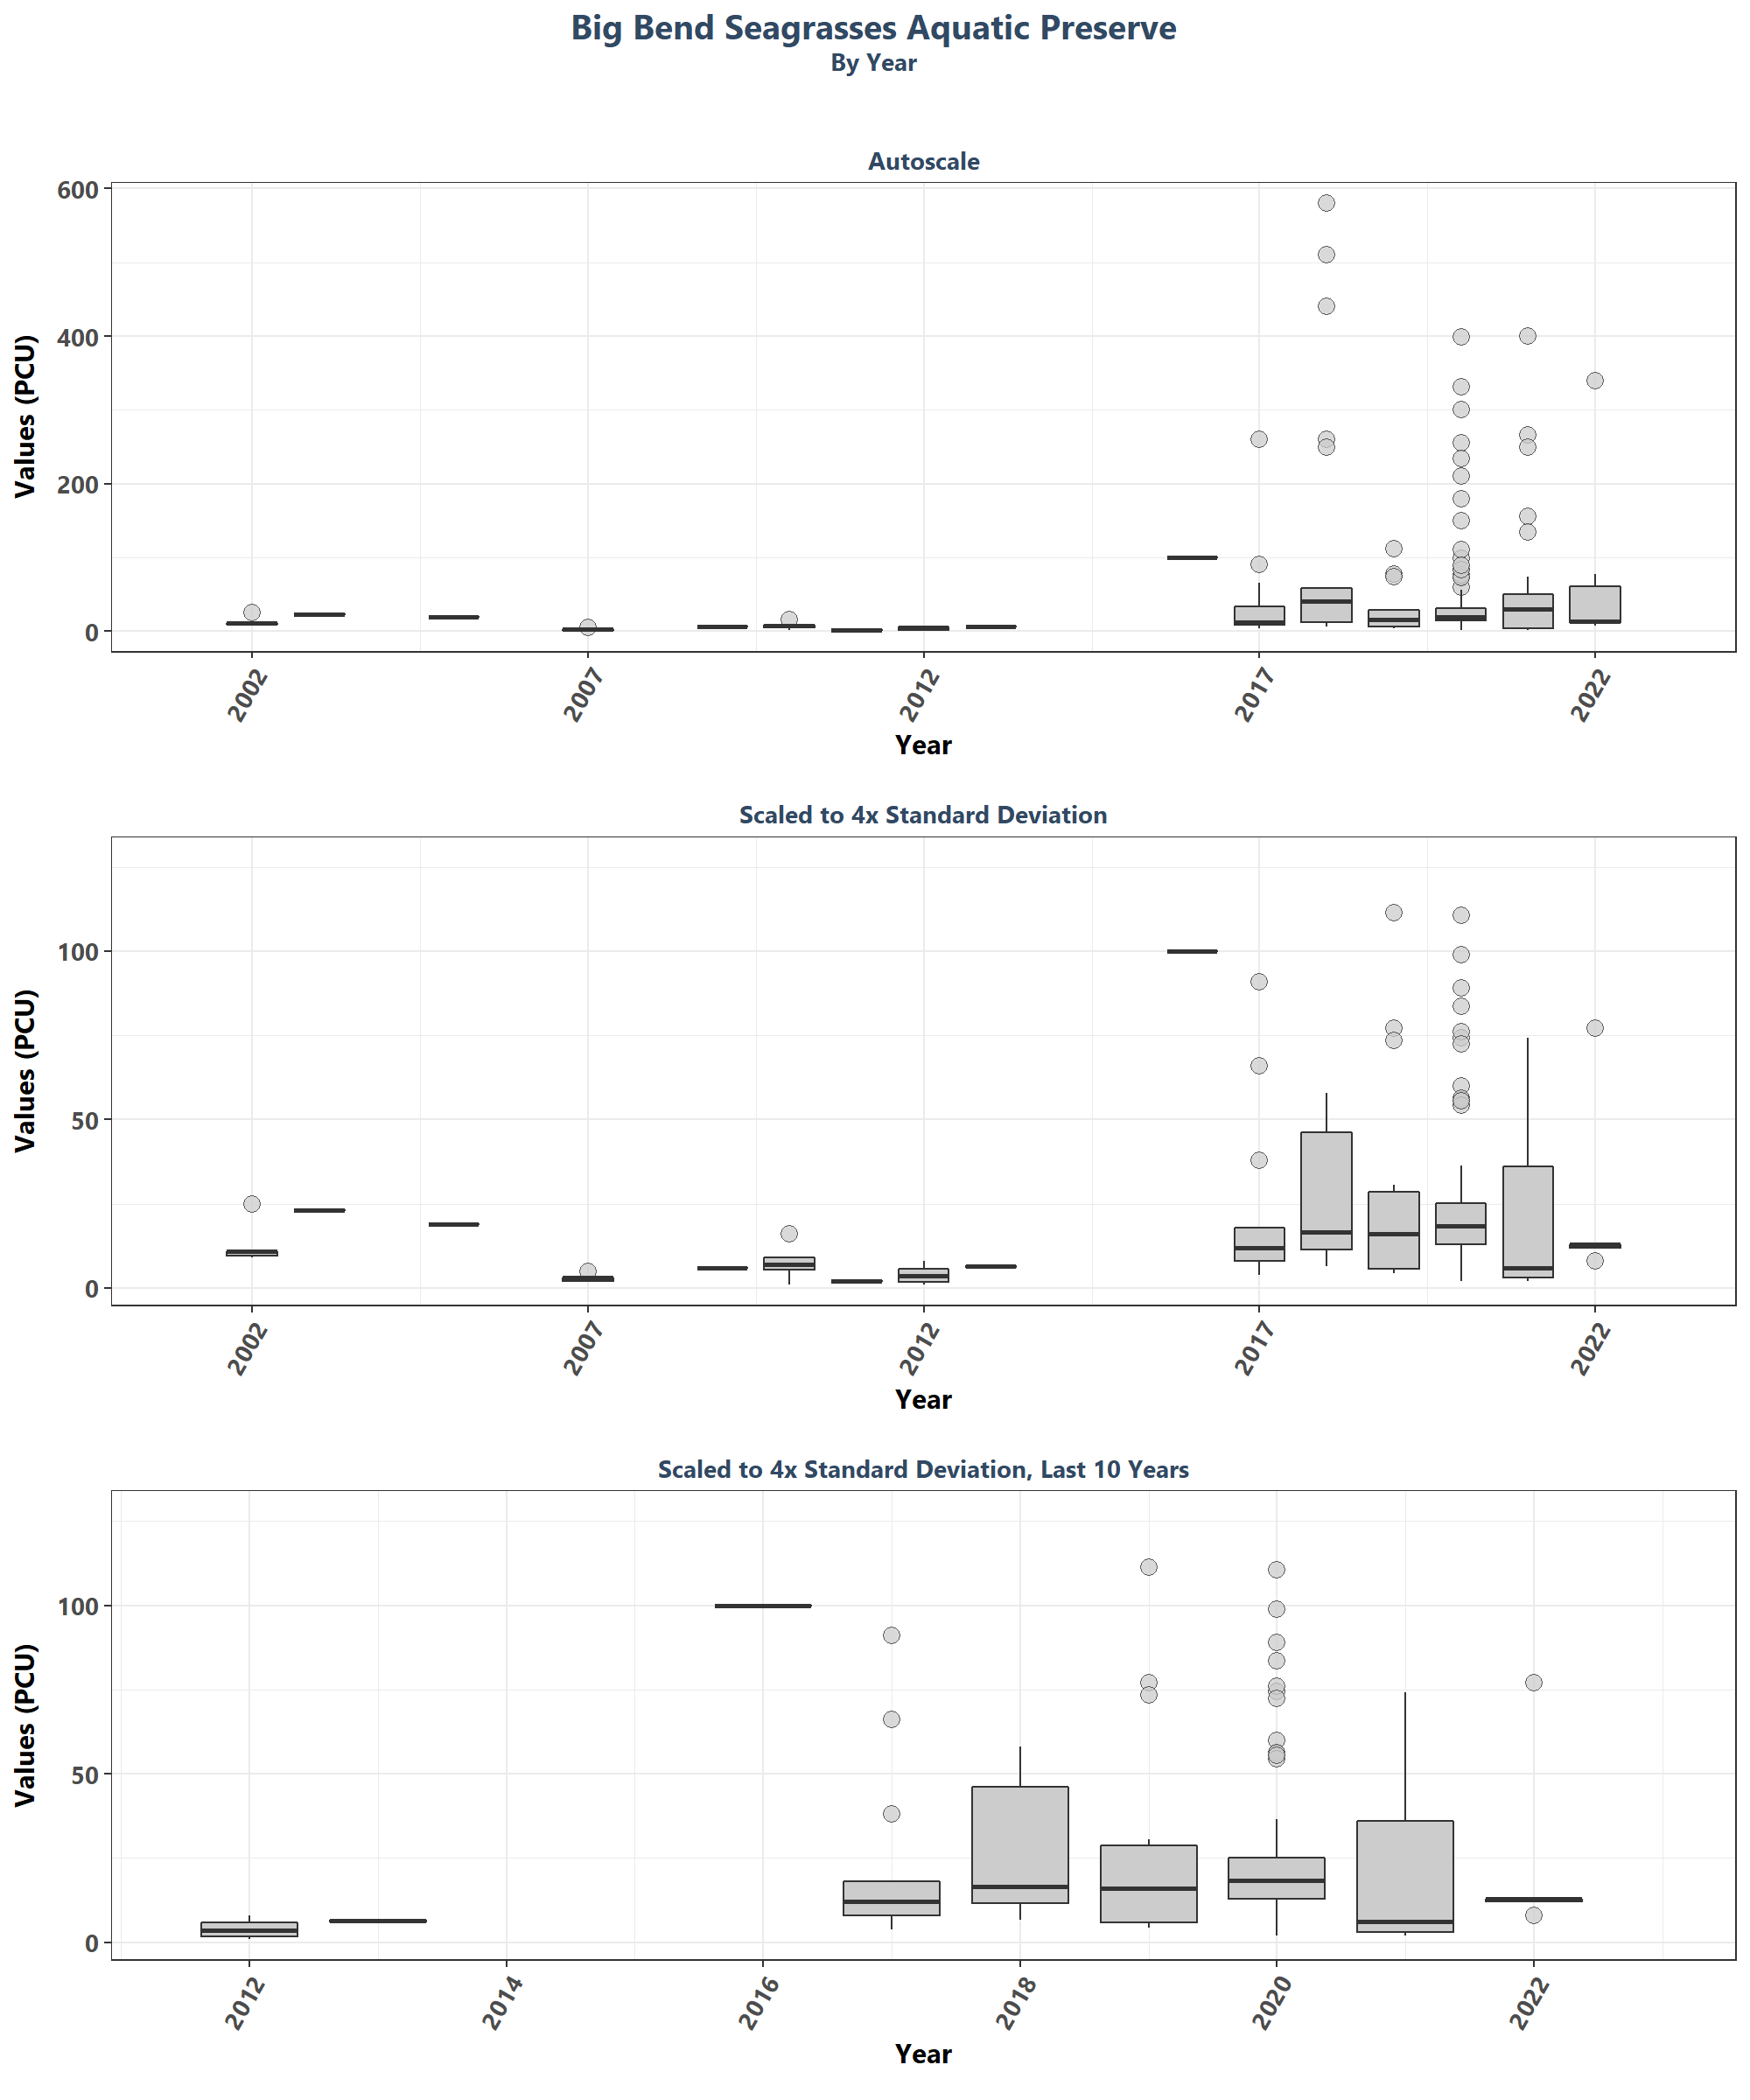 Big Bend Seagrasses Aquatic Preserve
By Year
Autoscale
Values (PCU)
600
400
200
0
2002
2007
2012
2017
2022
Year
Scaled to 4x Standard Deviation
Values (PCU)
100
50
0
2002
2007
2012
2017
2022
Year
Scaled to 4x Standard Deviation, Last 10 Years
Values (PCU)
100
50
0
2012
2014
2016
2018
2020
2022
Year